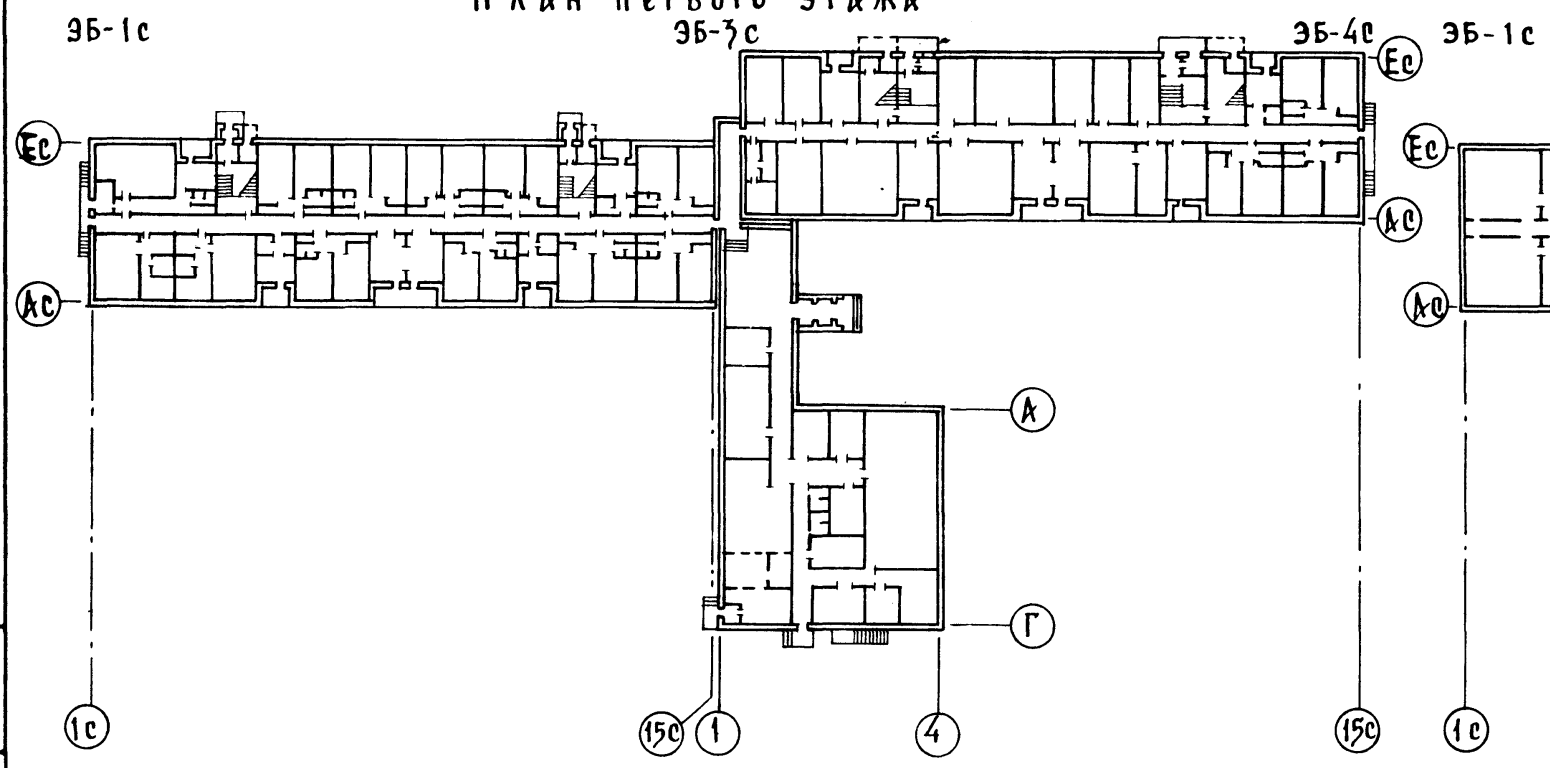 План первого этажа
ЭБ-1с ЭБ-3с ЭБ-4с ЭБ-1с
Ес
Ес Ес
Ас
Ас Ас
А
Г
1с 15с 1 4 15с 1с